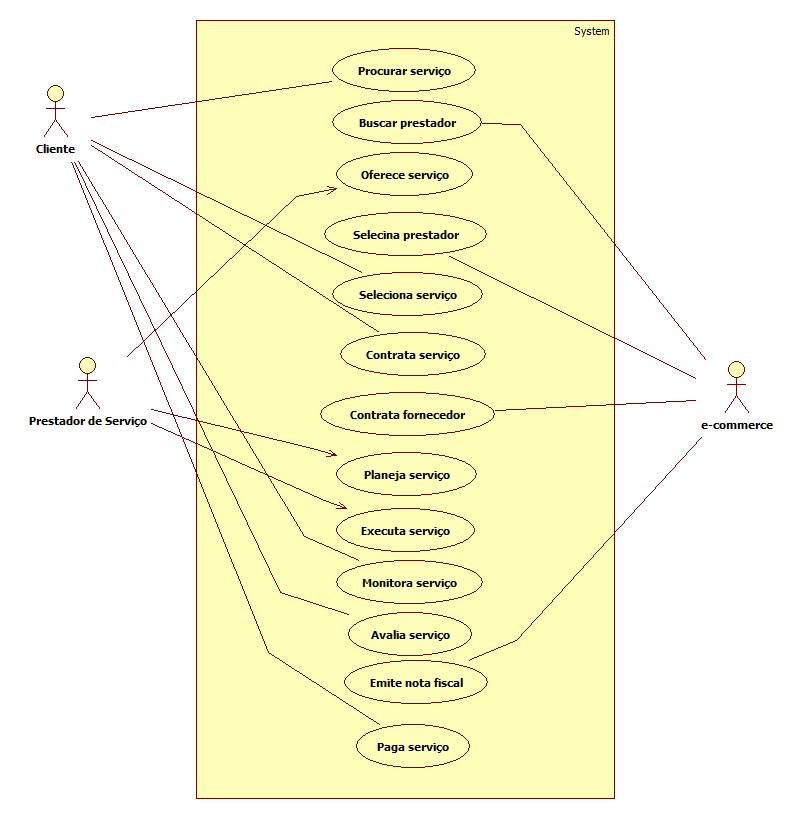 System
Procurar serviço
Buscar prestador
Cliente
Oferece serviço
Selecina prestador
Seleciona serviço
Contrata serviço
Contrata fornecedor
Prestador de Serviço
e-commerce
Planeja serviço
Executa serviço
Monitora serviço
Avalia serviço
Emite nota fiscal
Paga serviço